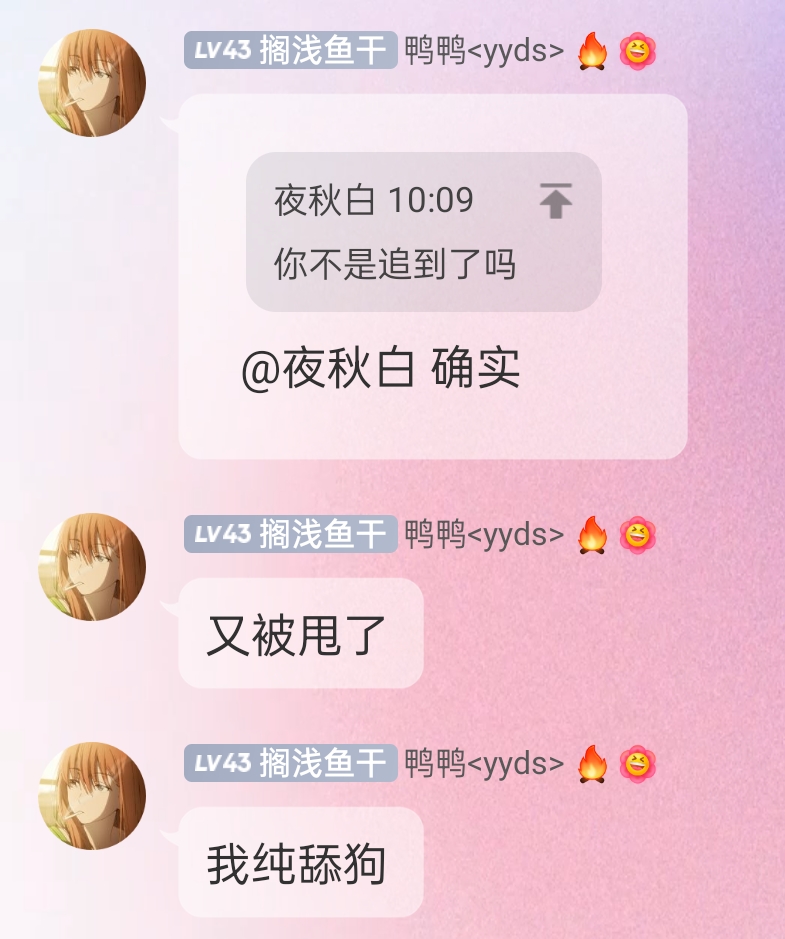 LV43 搁浅鱼干 鸭鸭<yyds> 🔥
夜秋白 10:09
你不是追到了吗
@夜秋白 确实
LV43 搁浅鱼干 鸭鸭<yyds> 🔥
又被甩了
LV43 搁浅鱼干 鸭鸭<yyds> 🔥
我纯舔狗